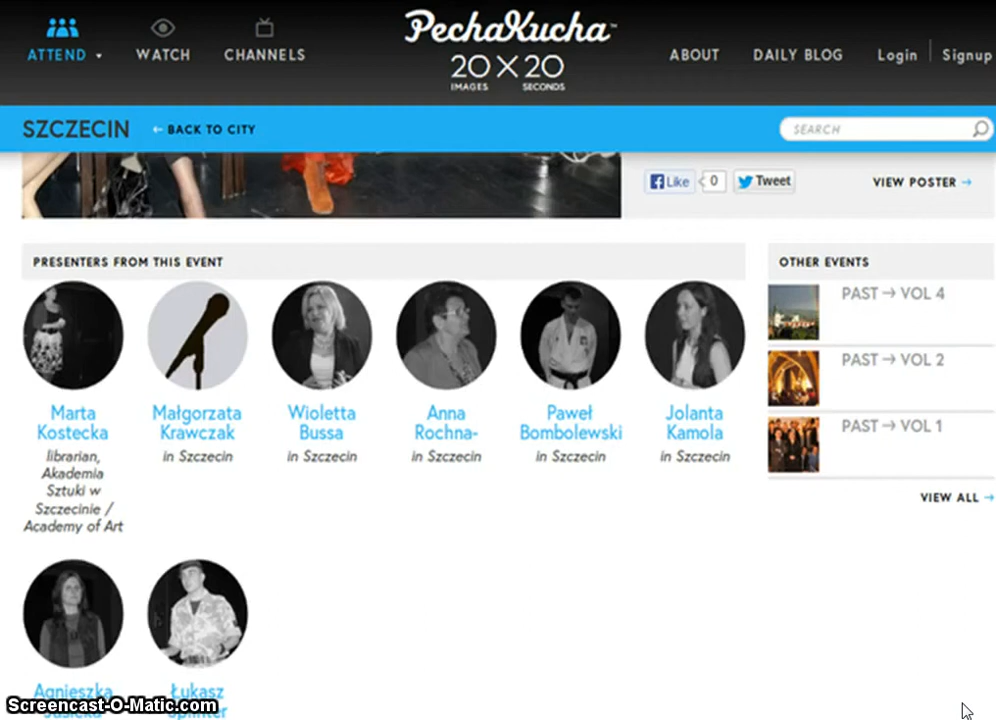 ATTEND
WATCH
CHANNELS
PechaKucha™
20X20
IMAGES SECONDS
ABOUT
DAILY BLOG
Login
Signup
SZCZECIN
← BACK TO CITY
SEARCH
Like
0
Tweet
VIEW POSTER →
PRESENTERS FROM THIS EVENT
Marta
Kostecka
librarian,
Akademia
Sztuki w
Szczecinie /
Academy of Art
Małgorzata
Krawczak
in Szczecin
Wioletta
Bussa
in Szczecin
Anna
Rochna-
in Szczecin
Paweł
Bombolewski
in Szczecin
Jolanta
Kamola
in Szczecin
OTHER EVENTS
PAST → VOL 4
PAST → VOL 2
PAST → VOL 1
VIEW ALL →
Agnieszka
Łukasz
Screencast-O-Matic.com